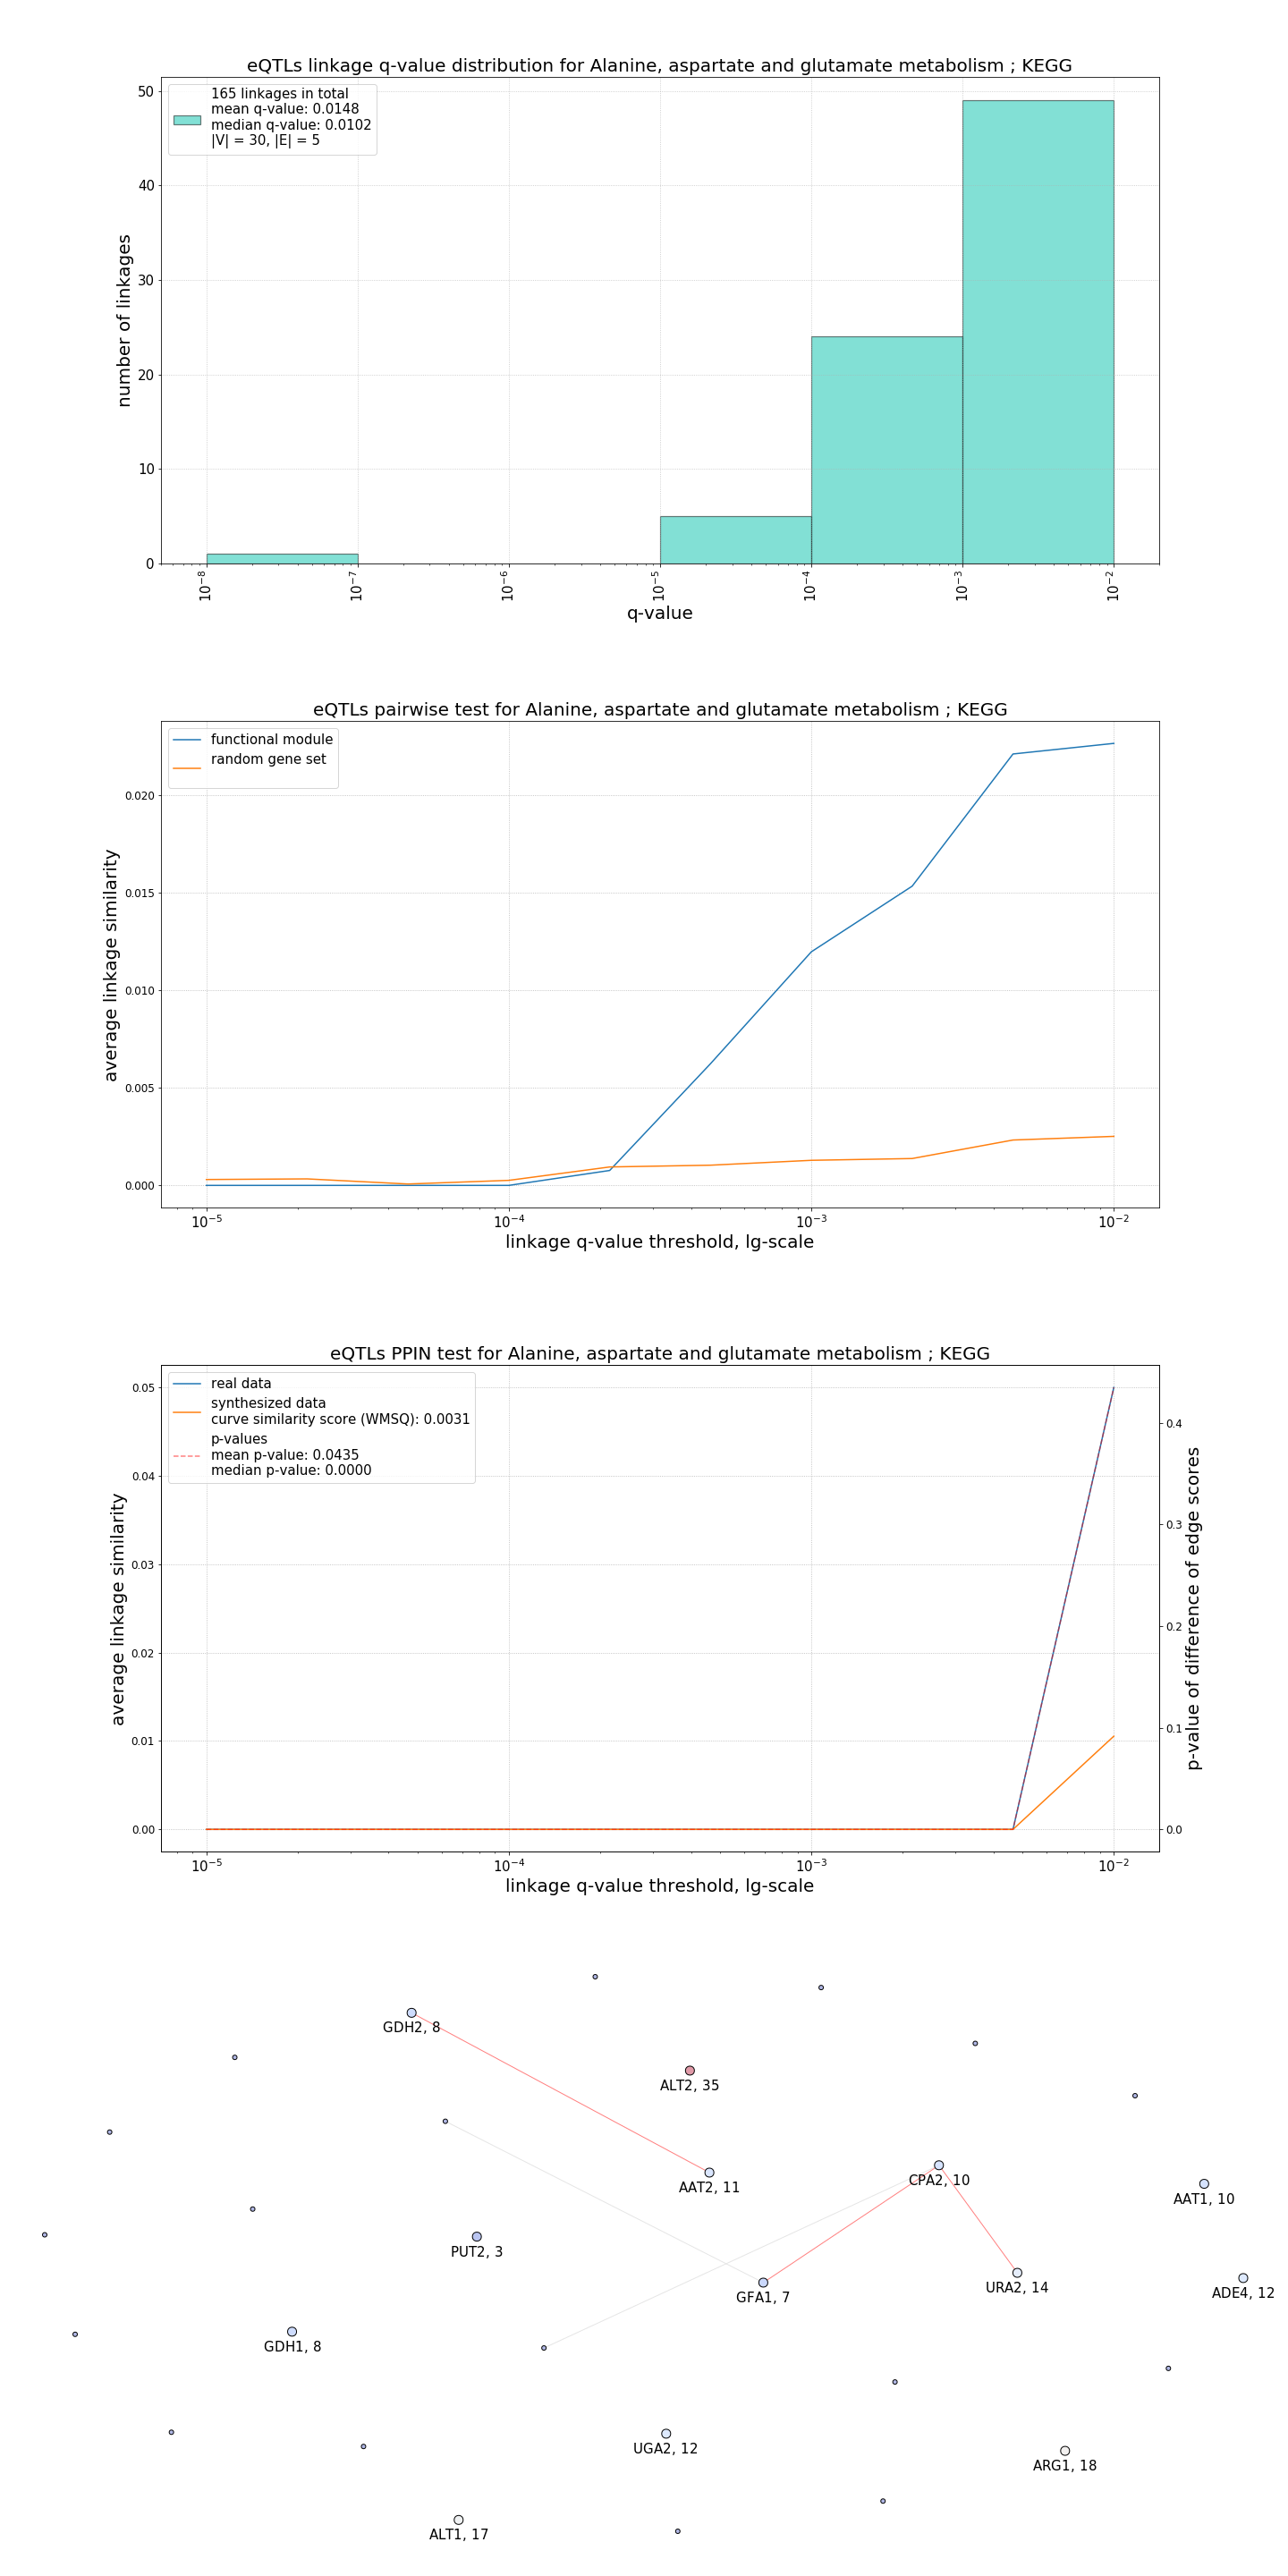 eQTLs linkage q-value distribution for Alanine, aspartate and glutamate metabolism ; KEGG
165 linkages in total
mean q-value: 0.0148
median q-value: 0.0102
|V| = 30, |E| = 5
50
40
30
20
10
0
number of linkages
10⁻⁸
10⁻⁷
10⁻⁶
10⁻⁵
10⁻⁴
10⁻³
10⁻²
q-value
eQTLs pairwise test for Alanine, aspartate and glutamate metabolism ; KEGG
functional module
random gene set
0.020
0.015
0.010
0.005
0.000
average linkage similarity
10⁻⁵
10⁻⁴
10⁻³
10⁻²
linkage q-value threshold, lg-scale
eQTLs PPIN test for Alanine, aspartate and glutamate metabolism ; KEGG
real data
synthesized data
curve similarity score (WMSQ): 0.0031
p-values
mean p-value: 0.0435
median p-value: 0.0000
0.05
0.04
0.03
0.02
0.01
0.00
average linkage similarity
0.4
0.3
0.2
0.1
0.0
p-value of difference of edge scores
10⁻⁵
10⁻⁴
10⁻³
10⁻²
linkage q-value threshold, lg-scale
GDH2, 8
ALT2, 35
AAT2, 11
CPA2, 10
AAT1, 10
PUT2, 3
GFA1, 7
URA2, 14
ADE4, 12
GDH1, 8
UGA2, 12
ARG1, 18
ALT1, 17